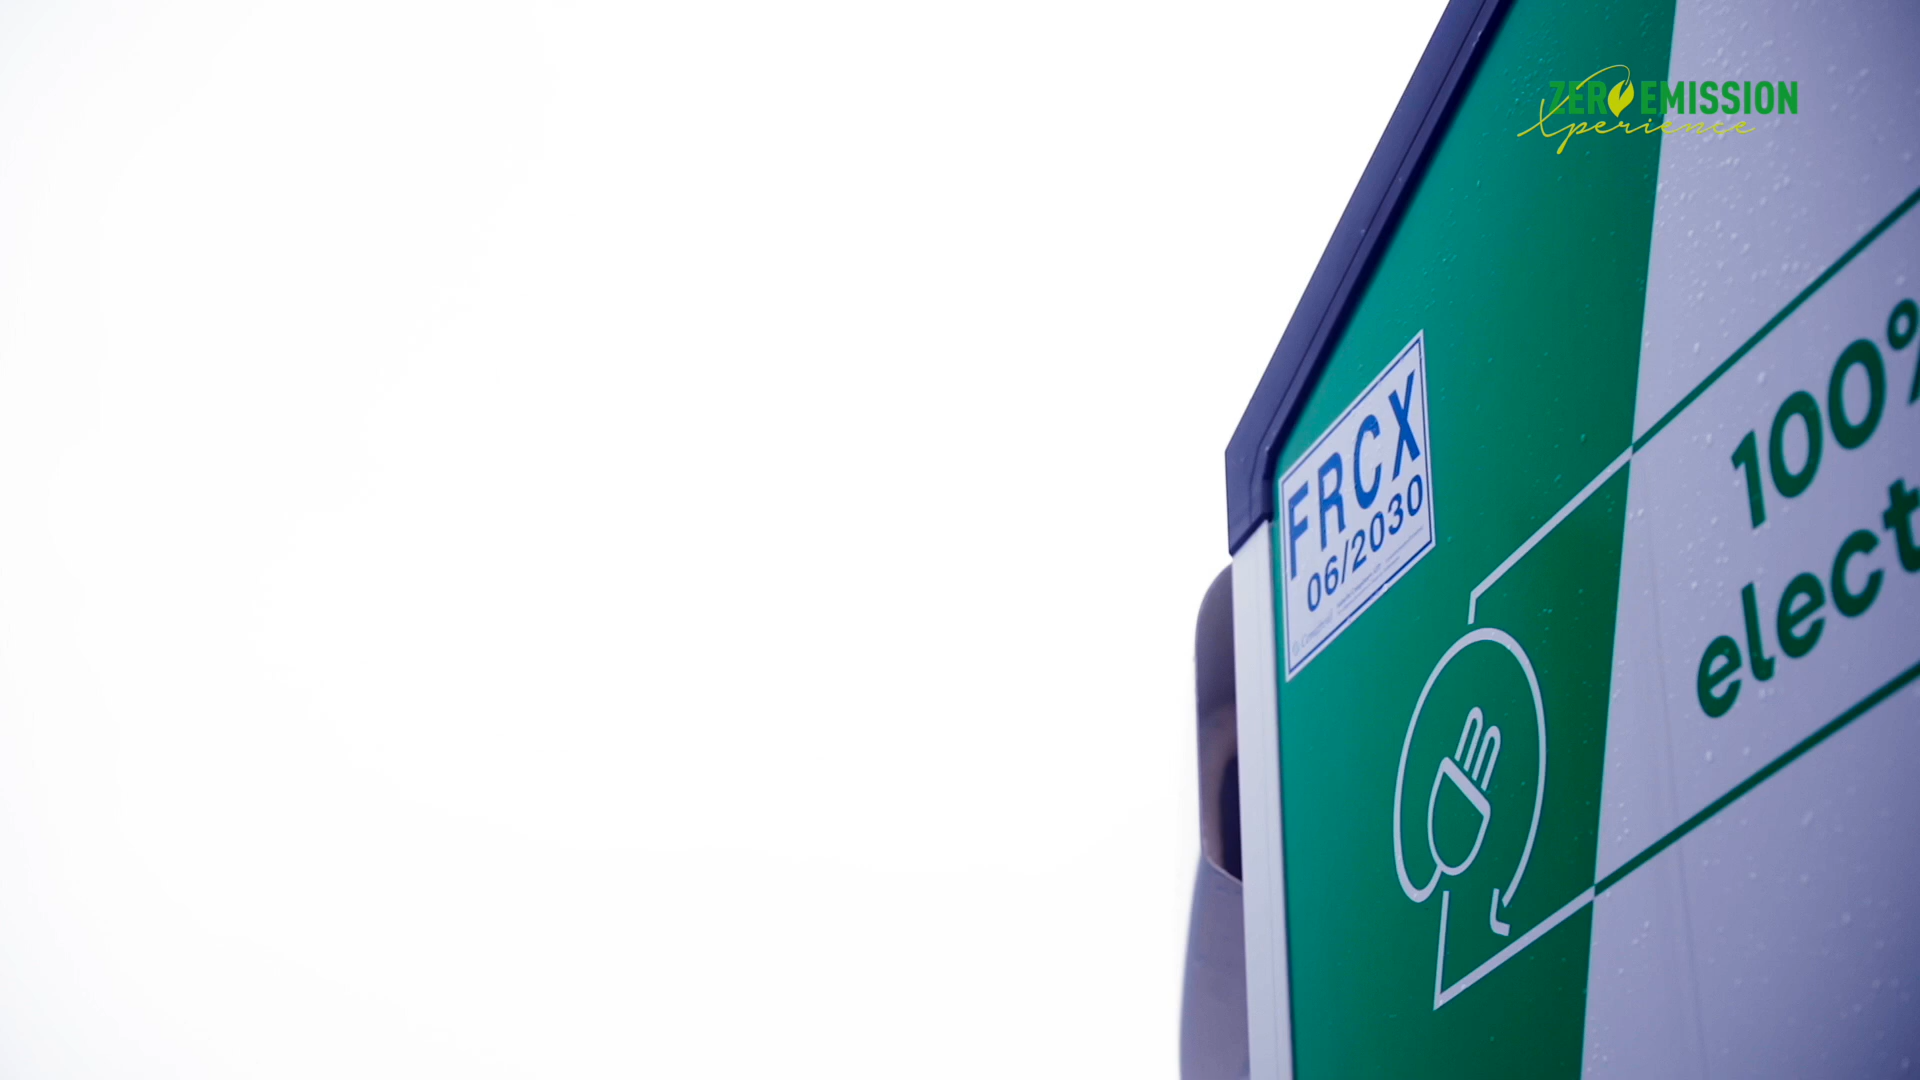 ZERO EMISSION
Xperience
FRCX
06/2030
100%
elect